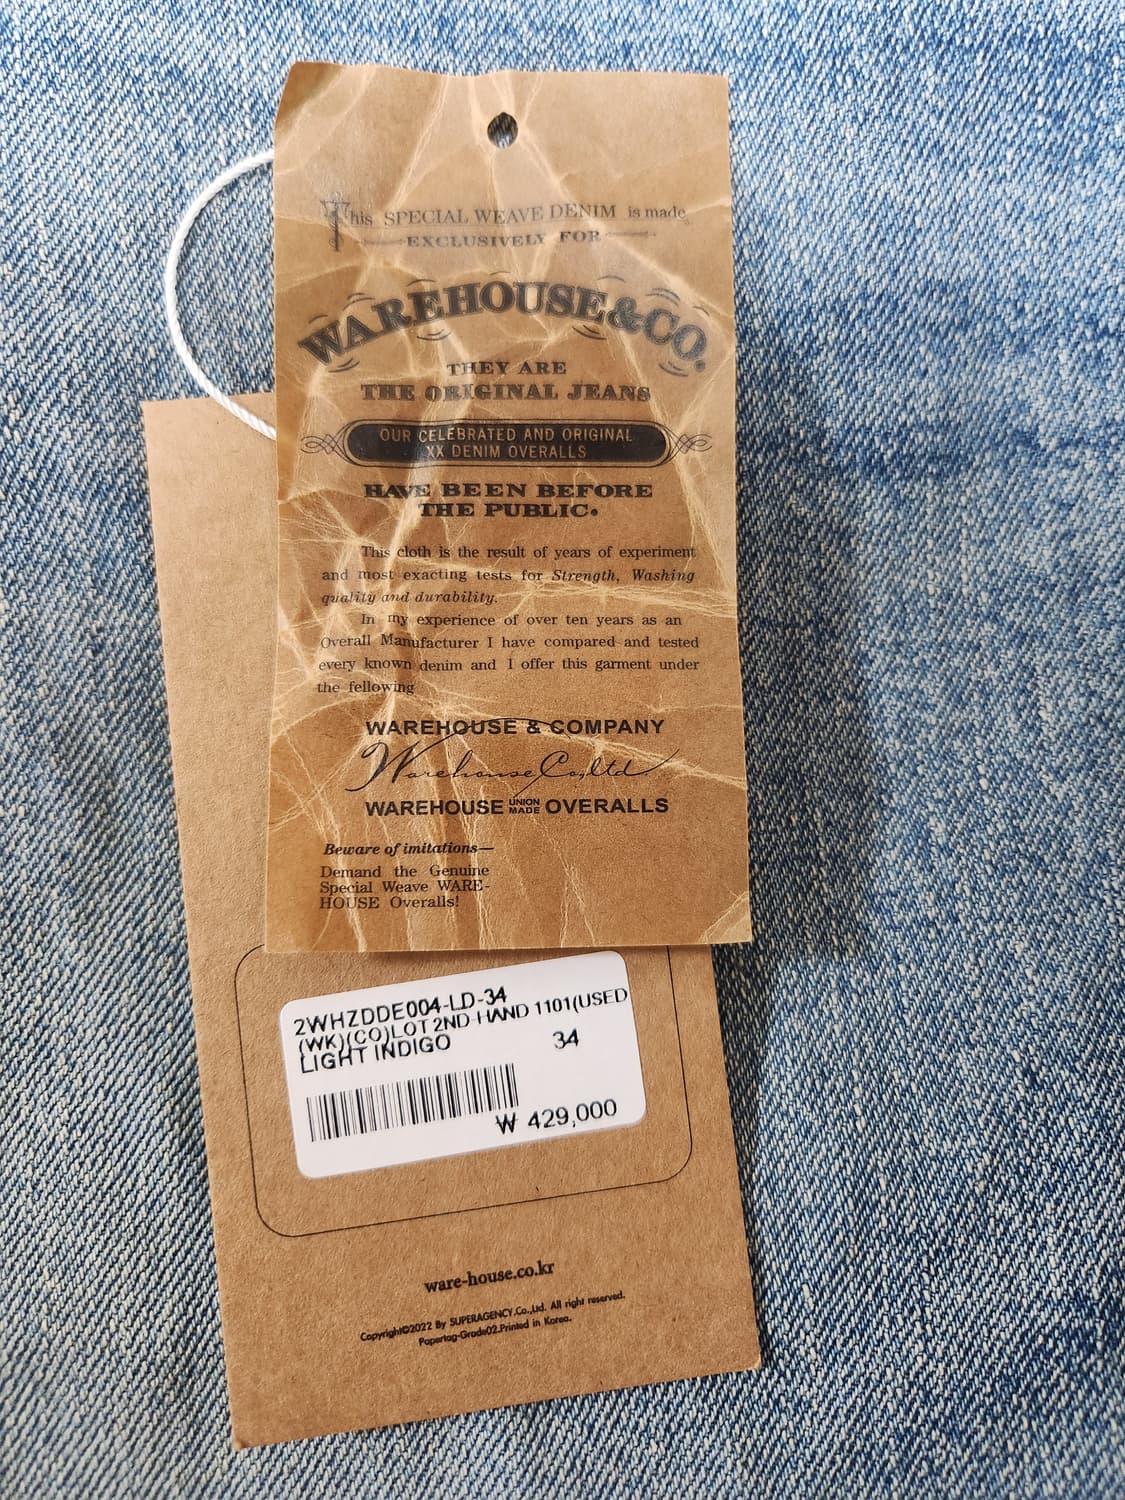 This SPECIAL WEAVE DENIM is made
EXCLUSIVELY FOR
WAREHOUSE&CO.
THEY ARE
THE ORIGINAL JEANS
OUR CELEBRATED AND ORIGINAL
XX DENIM OVERALLS
HAVE BEEN BEFORE
THE PUBLIC.
This cloth is the result of years of experiment
and most exacting tests for Strength, Washing
quality and durability.
In my experience of over ten years as an
Overall Manufacturer I have compared and tested
every known denim and I offer this garment under
the fellowing
WAREHOUSE & COMPANY
Warehouse Co,ltd
WAREHOUSE UNION MADE OVERALLS
Beware of imitations—
Demand the Genuine
Special Weave WARE-
HOUSE Overalls!
2WHZDDE004-LD-34
(WK)(CO)LOT 2ND-HAND 1101(USED
LIGHT INDIGO 34
₩ 429,000
ware-house.co.kr
Copyright©2022 By SUPERAGENCY.Co.,Ltd. All right reserved.
Papertag-Grade02.Printed in Korea.